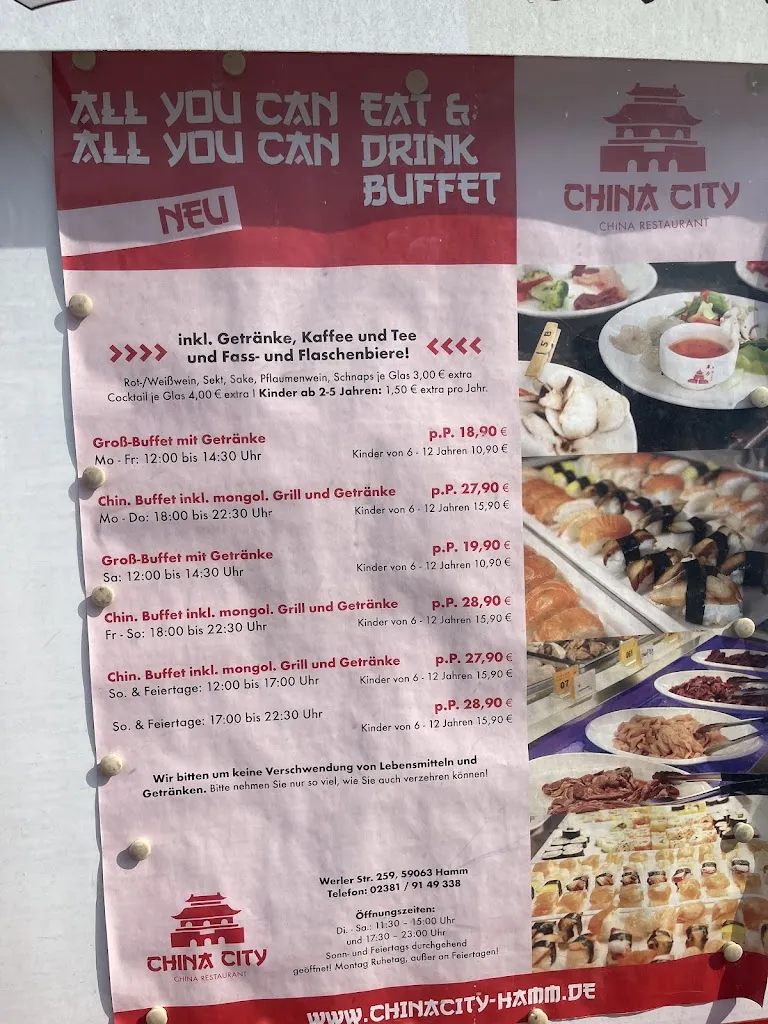 ALL YOU CAN EAT &
ALL YOU CAN DRINK
BUFFET
NEU
CHINA CITY
CHINA RESTAURANT
>>>> inkl. Getränke, Kaffee und Tee <<<<
und Fass- und Flaschenbiere!
Rot-/Weißwein, Sekt, Sake, Pflaumenwein, Schnaps je Glas 3,00 € extra
Cocktail je Glas 4,00 € extra | Kinder ab 2-5 Jahren: 1,50 € extra pro Jahr.
Groß-Buffet mit Getränke p.P. 18,90 €
Mo - Fr: 12:00 bis 14:30 Uhr Kinder von 6 - 12 Jahren 10,90 €
Chin. Buffet inkl. mongol. Grill und Getränke p.P. 27,90 €
Mo - Do: 18:00 bis 22:30 Uhr Kinder von 6 - 12 Jahren 15,90 €
Groß-Buffet mit Getränke p.P. 19,90 €
Sa: 12:00 bis 14:30 Uhr Kinder von 6 - 12 Jahren 10,90 €
Chin. Buffet inkl. mongol. Grill und Getränke p.P. 28,90 €
Fr - So: 18:00 bis 22:30 Uhr Kinder von 6 - 12 Jahren 15,90 €
Chin. Buffet inkl. mongol. Grill und Getränke p.P. 27,90 €
So. & Feiertage: 12:00 bis 17:00 Uhr Kinder von 6 - 12 Jahren 15,90 €
So. & Feiertage: 17:00 bis 22:30 Uhr p.P. 28,90 €
Kinder von 6 - 12 Jahren 15,90 €
Wir bitten um keine Verschwendung von Lebensmitteln und
Getränken. Bitte nehmen Sie nur so viel, wie Sie auch verzehren können!
Werler Str. 259, 59063 Hamm
Telefon: 02381 / 91 49 338
Öffnungszeiten:
Di. - Sa.: 11:30 - 15:00 Uhr
und 17:30 - 23:00 Uhr
Sonn- und Feiertags durchgehend
geöffnet! Montag Ruhetag, außer an Feiertagen!
CHINA CITY
CHINA RESTAURANT
WWW.CHINACITY-HAMM.DE
07